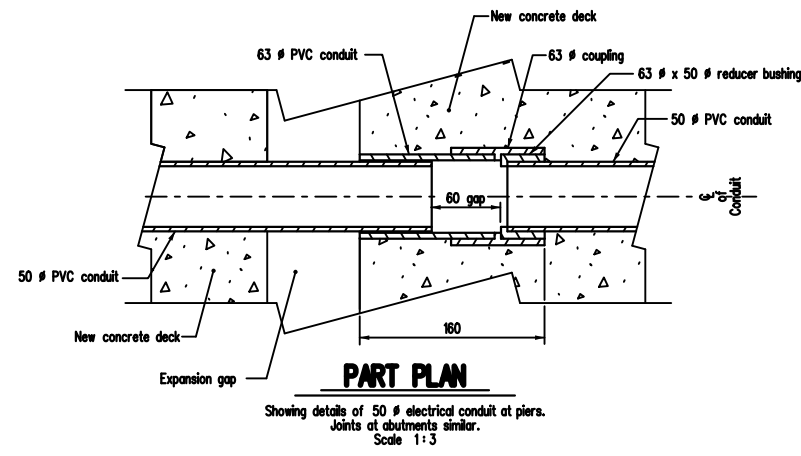 New concrete deck
63 Ø PVC conduit
63 Ø coupling
63 Ø x 50 Ø reducer bushing
50 Ø PVC conduit
60 gap
℄ of
Conduit
50 Ø PVC conduit
New concrete deck
160
Expansion gap
PART PLAN
Showing details of 50 Ø electrical conduit at piers.
Joints at abutments similar.
Scale 1:3